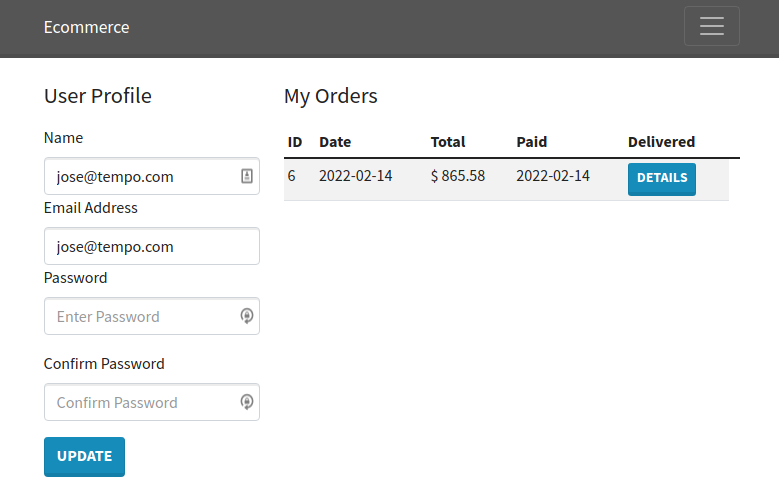 Ecommerce
User Profile
Name
jose@tempo.com
Email Address
jose@tempo.com
Password
Enter Password
Confirm Password
Confirm Password
UPDATE
My Orders
ID Date Total Paid Delivered
6 2022-02-14 $ 865.58 2022-02-14 DETAILS